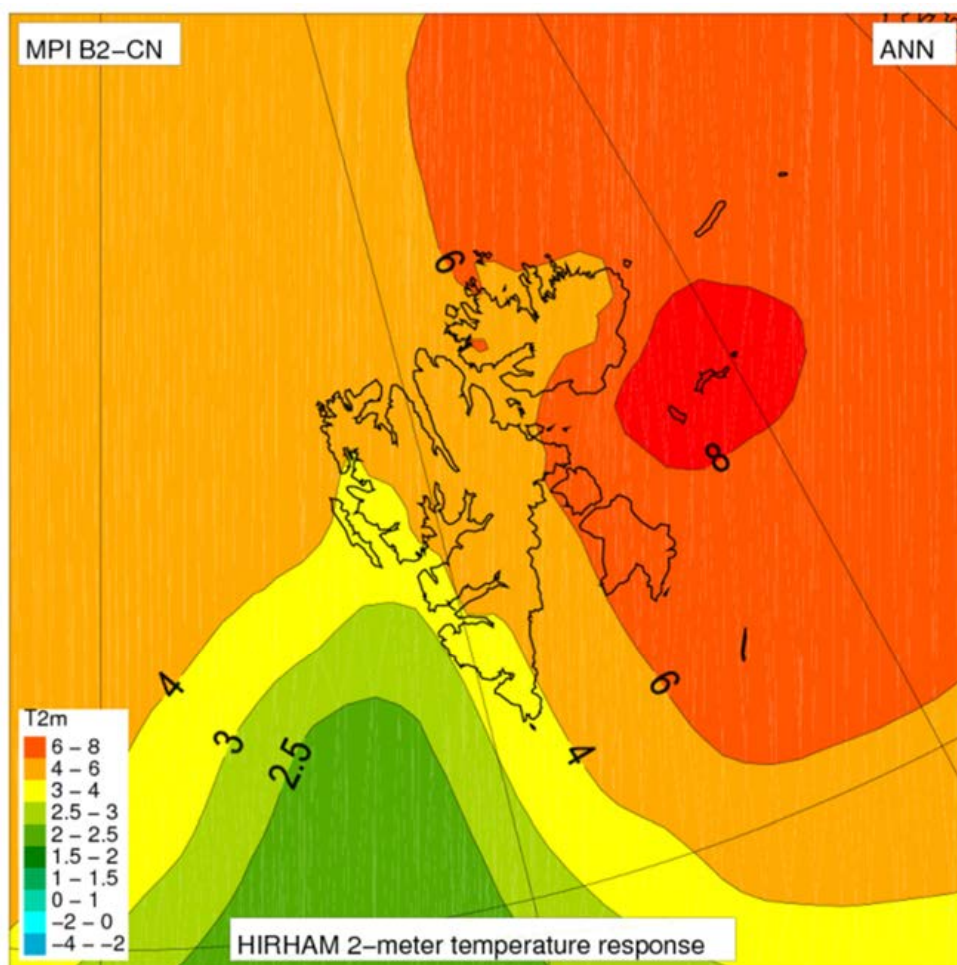 MPI B2−CN
ANN
6
8
4
6
3
4
2.5
T2m
6 − 8
4 − 6
3 − 4
2.5 − 3
2 − 2.5
1.5 − 2
1 − 1.5
0 − 1
−2 − 0
−4 − −2
HIRHAM 2−meter temperature response